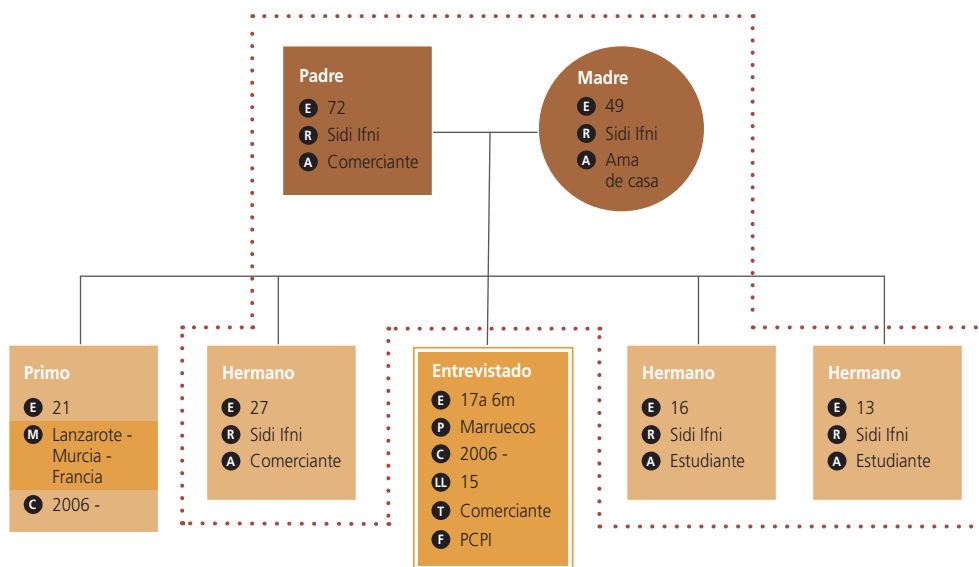 Padre
E 72
R Sidi Ifni
A Comerciante
Madre
E 49
R Sidi Ifni
A Ama
de casa
Primo
E 21
M Lanzarote -
Murcia -
Francia
C 2006 -
Hermano
E 27
R Sidi Ifni
A Comerciante
Entrevistado
E 17a 6m
P Marruecos
C 2006 -
LL 15
T Comerciante
F PCPI
Hermano
E 16
R Sidi Ifni
A Estudiante
Hermano
E 13
R Sidi Ifni
A Estudiante